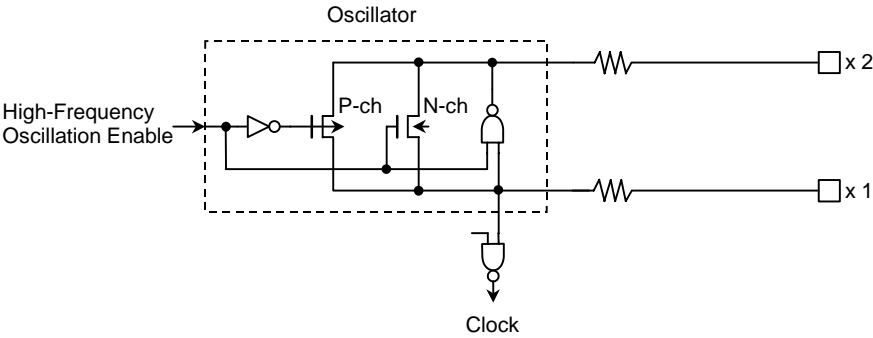 Oscillator
x 2
P-ch
N-ch
High-Frequency
Oscillation Enable
x 1
Clock